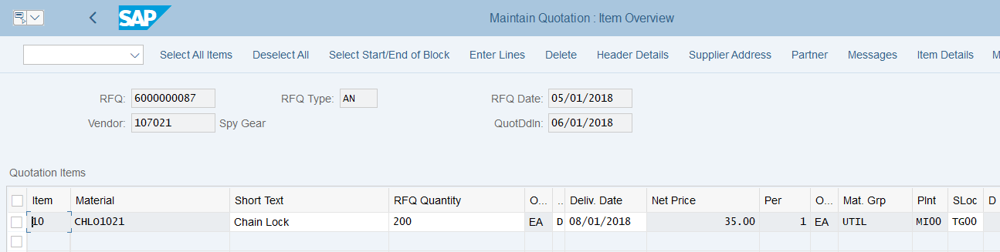 SAP Maintain Quotation : Item Overview
Select All Items Deselect All Select Start/End of Block Enter Lines Delete Header Details Supplier Address Partner Messages Item Details M
RFQ: 6000000087 RFQ Type: AN RFQ Date: 05/01/2018
Vendor: 107021 Spy Gear QuotDdln: 06/01/2018
Quotation Items
Item Material Short Text RFQ Quantity O... .. Deliv. Date Net Price Per O... Mat. Grp Plnt SLoc D
10 CHLO1021 Chain Lock 200 EA D 08/01/2018 35.00 1 EA UTIL MI00 TG00